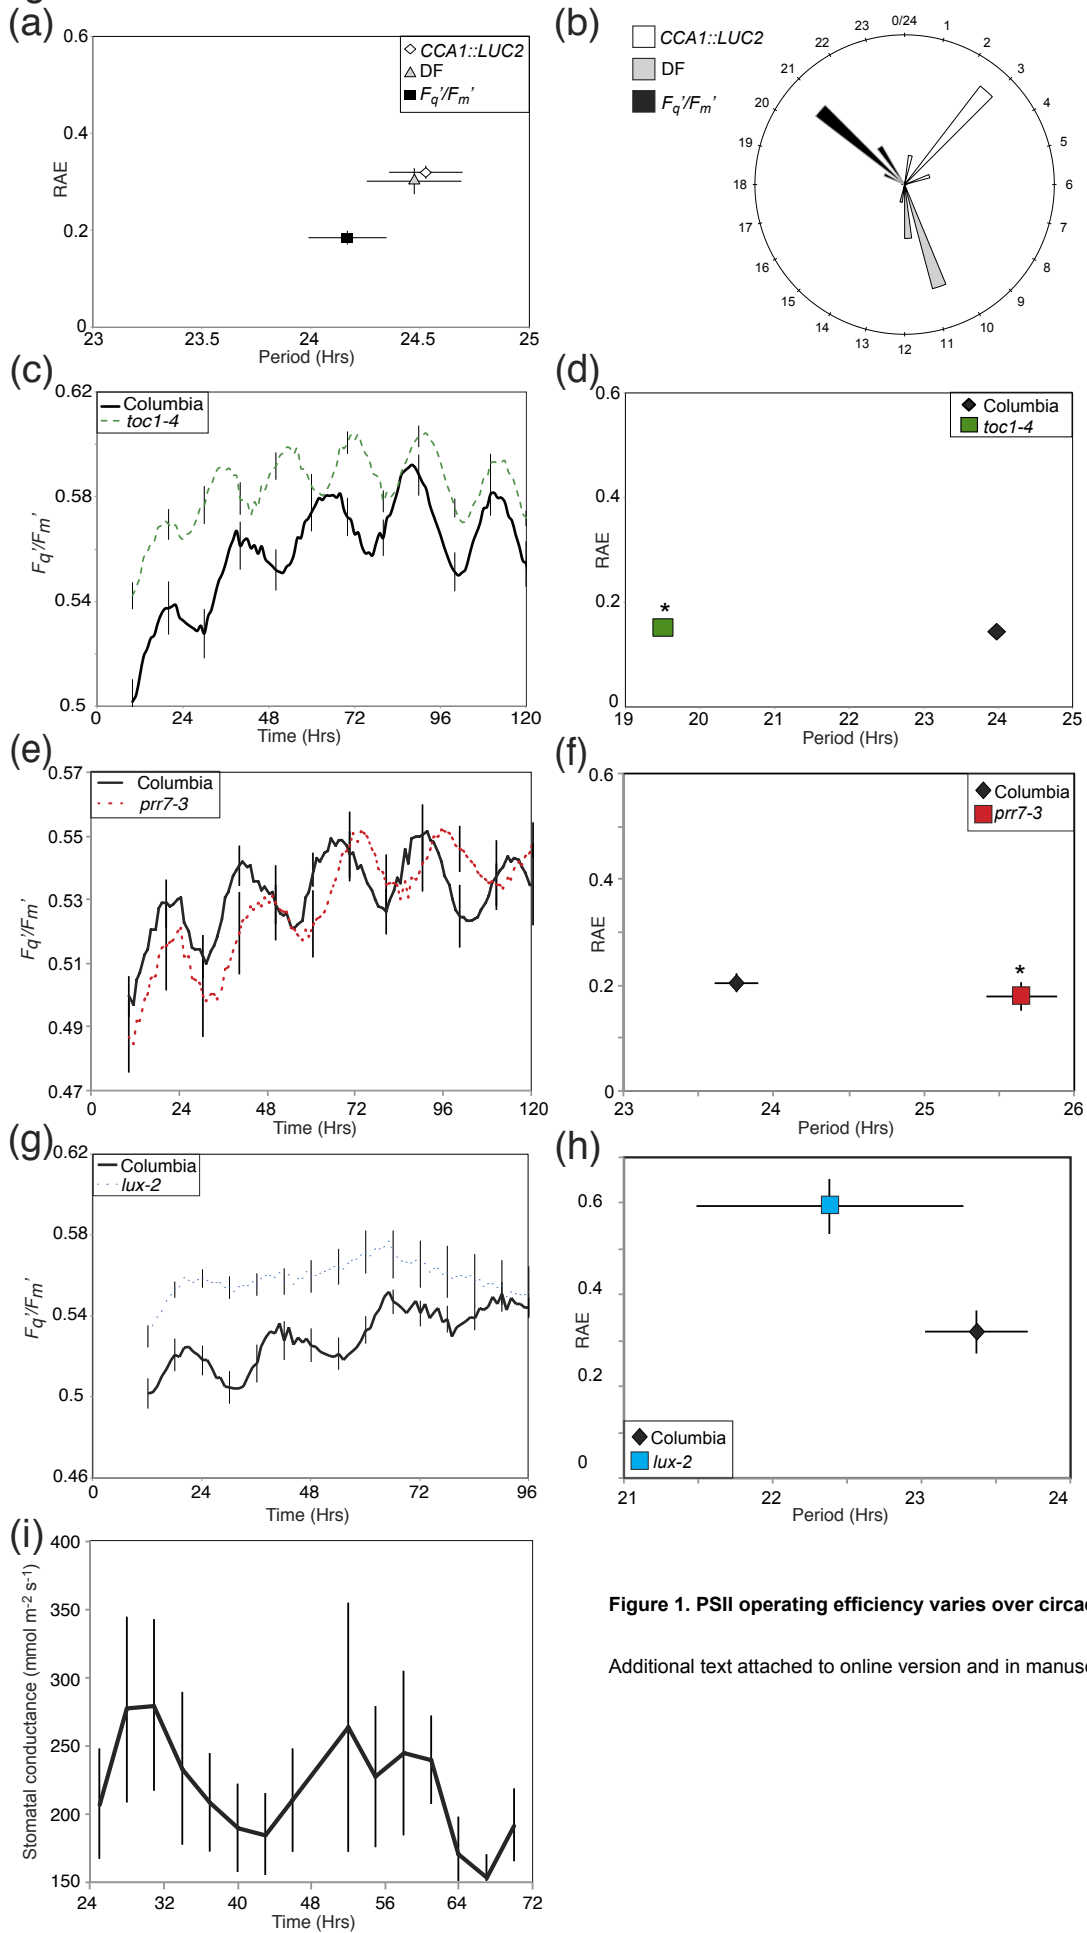 (a)
0.6
0.4
0.2
0
RAE
CCA1::LUC2
DF
Fq'/Fm'
23
23.5
24
24.5
25
Period (Hrs)
(b)
CCA1::LUC2
DF
Fq'/Fm'
0/24
1
2
3
4
5
6
7
8
9
10
11
12
13
14
15
16
17
18
19
20
21
22
23
(c)
0.62
0.58
0.54
0.5
Fq'/Fm'
Columbia
toc1-4
0
24
48
72
96
120
Time (Hrs)
(d)
0.6
0.4
0.2
0
RAE
Columbia
toc1-4
*
19
20
21
22
23
24
25
Period (Hrs)
(e)
0.57
0.55
0.53
0.51
0.49
0.47
Fq'/Fm'
Columbia
prr7-3
0
24
48
72
96
120
Time (Hrs)
(f)
0.6
0.4
0.2
0
RAE
Columbia
prr7-3
*
23
24
25
26
Period (Hrs)
(g)
0.62
0.58
0.54
0.5
0.46
Fq'/Fm'
Columbia
lux-2
0
24
48
72
96
Time (Hrs)
(h)
0.6
0.4
0.2
0
RAE
Columbia
lux-2
21
22
23
24
Period (Hrs)
(i)
400
350
300
250
200
150
Stomatal conductance (mmol m-2 s-1)
24
32
40
48
56
64
72
Time (Hrs)
Figure 1. PSII operating efficiency varies over circad
Additional text attached to online version and in manus